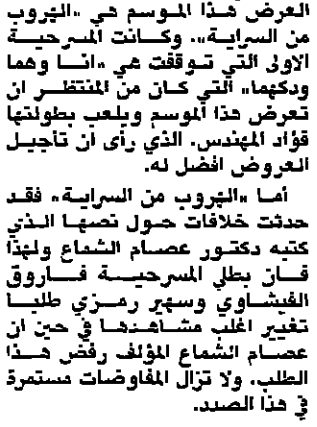 العرض هذا الموسم هي «الهروب
من السراية». وكانت المسرحية
الاولى التي توقفت هي «انا وهما
ودكهما» التي كان من المنتظر ان
تعرض هذا الموسم ويلعب بطولتها
فؤاد المهندس. الذي رأى ان تأجيل
العروض افضل له.
أما «الهروب من السراية» فقد
حدثت خلافات حول نصها الذي
كتبه دكتور عصام الشماع ولهذا
فان بطلي المسرحية فاروق
الفيشاوي وسهير رمزي طلبا
تغيير اغلب مشاهدها في حين ان
عصام الشماع المؤلف رفض هذا
الطلب. ولا تزال المفاوضات مستمرة
في هذا الصدد.